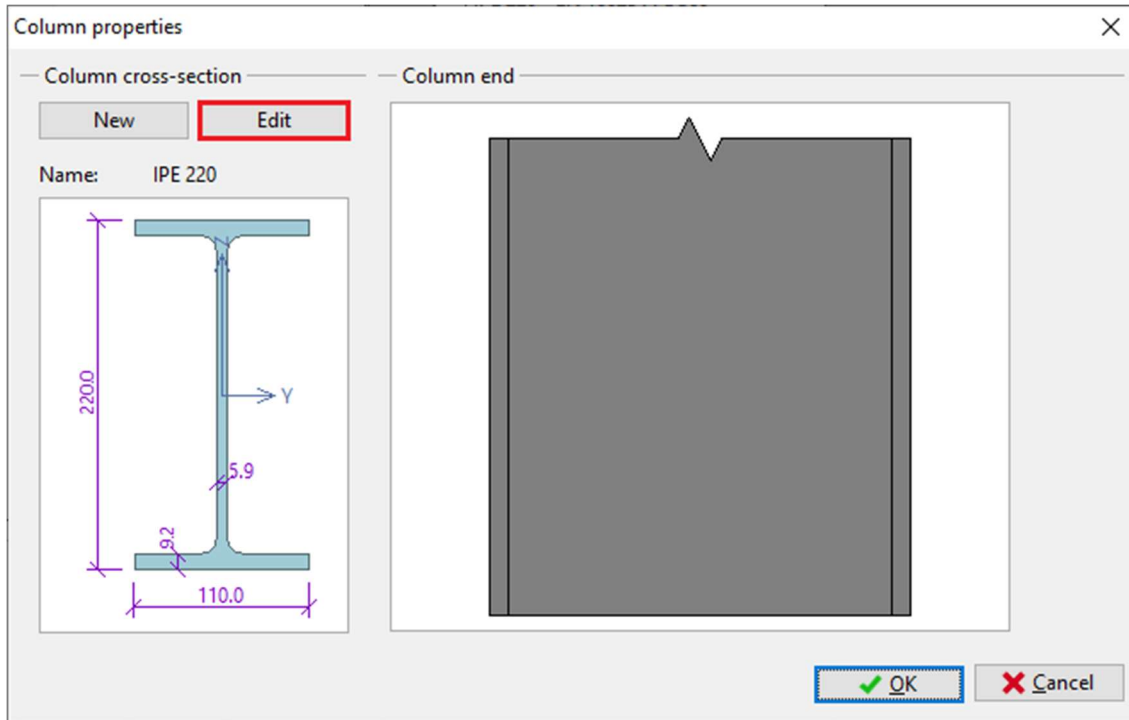 Column properties
Column cross-section
Column end
New
Edit
Name: IPE 220
220.0
Y
5.9
9.2
110.0
OK
Cancel